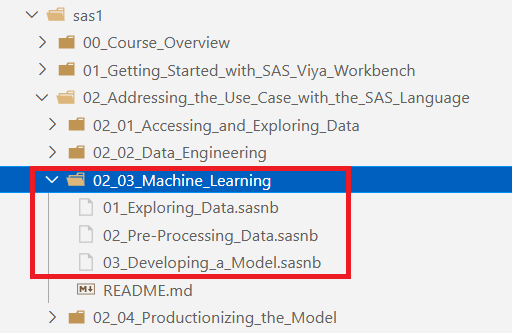 sas1
00_Course_Overview
01_Getting_Started_with_SAS_Viya_Workbench
02_Addressing_the_Use_Case_with_the_SAS_Language
02_01_Accessing_and_Exploring_Data
02_02_Data_Engineering
02_03_Machine_Learning
01_Exploring_Data.sasnb
02_Pre-Processing_Data.sasnb
03_Developing_a_Model.sasnb
README.md
02_04_Productionizing_the_Model